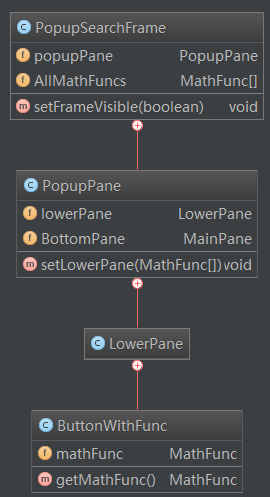 C PopupSearchFrame
f popupPane PopupPane
f AllMathFuncs MathFunc[]
m setFrameVisible(boolean) void
C PopupPane
f lowerPane LowerPane
f BottomPane MainPane
m setLowerPane(MathFunc[]) void
C LowerPane
C ButtonWithFunc
f mathFunc MathFunc
m getMathFunc() MathFunc